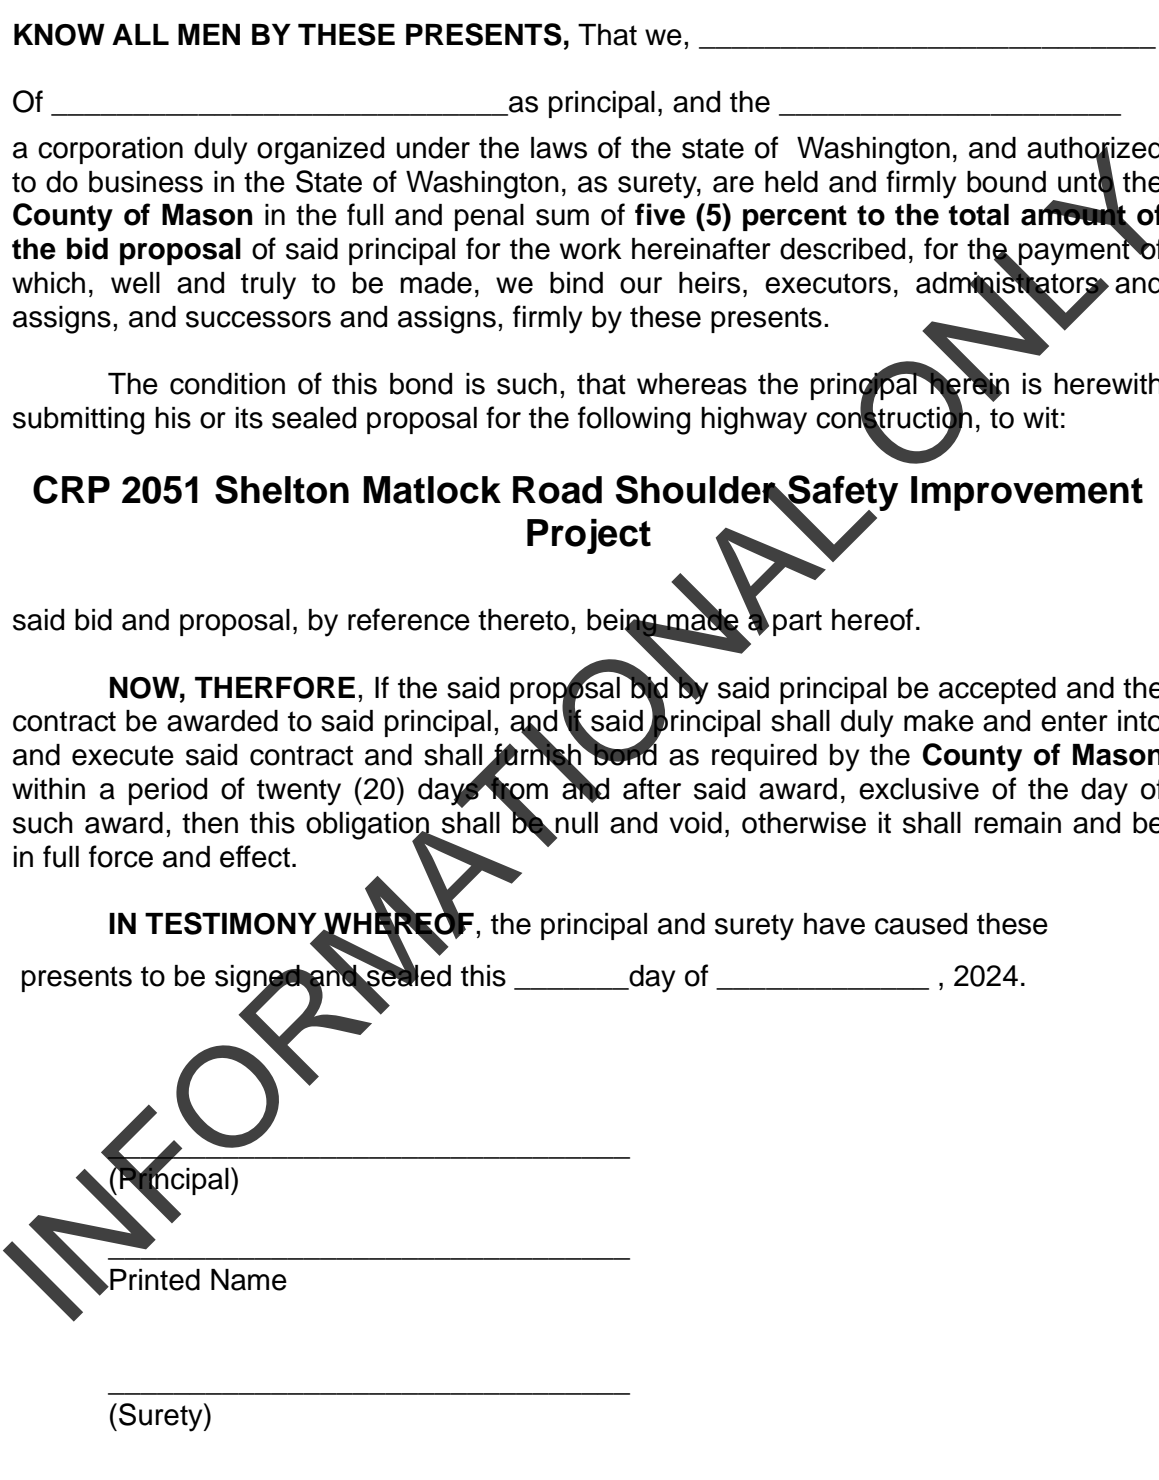 KNOW ALL MEN BY THESE PRESENTS, That we, ____________________________
Of ____________________________as principal, and the _____________________
a corporation duly organized under the laws of the state of Washington, and authorized
to do business in the State of Washington, as surety, are held and firmly bound unto the
County of Mason in the full and penal sum of five (5) percent to the total amount of
the bid proposal of said principal for the work hereinafter described, for the payment of
which, well and truly to be made, we bind our heirs, executors, administrators and
assigns, and successors and assigns, firmly by these presents.
The condition of this bond is such, that whereas the principal herein is herewith
submitting his or its sealed proposal for the following highway construction, to wit:
CRP 2051 Shelton Matlock Road Shoulder Safety Improvement
Project
said bid and proposal, by reference thereto, being made a part hereof.
NOW, THERFORE, If the said proposal bid by said principal be accepted and the
contract be awarded to said principal, and if said principal shall duly make and enter into
and execute said contract and shall furnish bond as required by the County of Mason
within a period of twenty (20) days from and after said award, exclusive of the day of
such award, then this obligation shall be null and void, otherwise it shall remain and be
in full force and effect.
IN TESTIMONY WHEREOF, the principal and surety have caused these
presents to be signed and sealed this _______day of _____________ , 2024.
________________________________
(Principal)
________________________________
Printed Name
________________________________
(Surety)
INFORMATIONAL ONLY